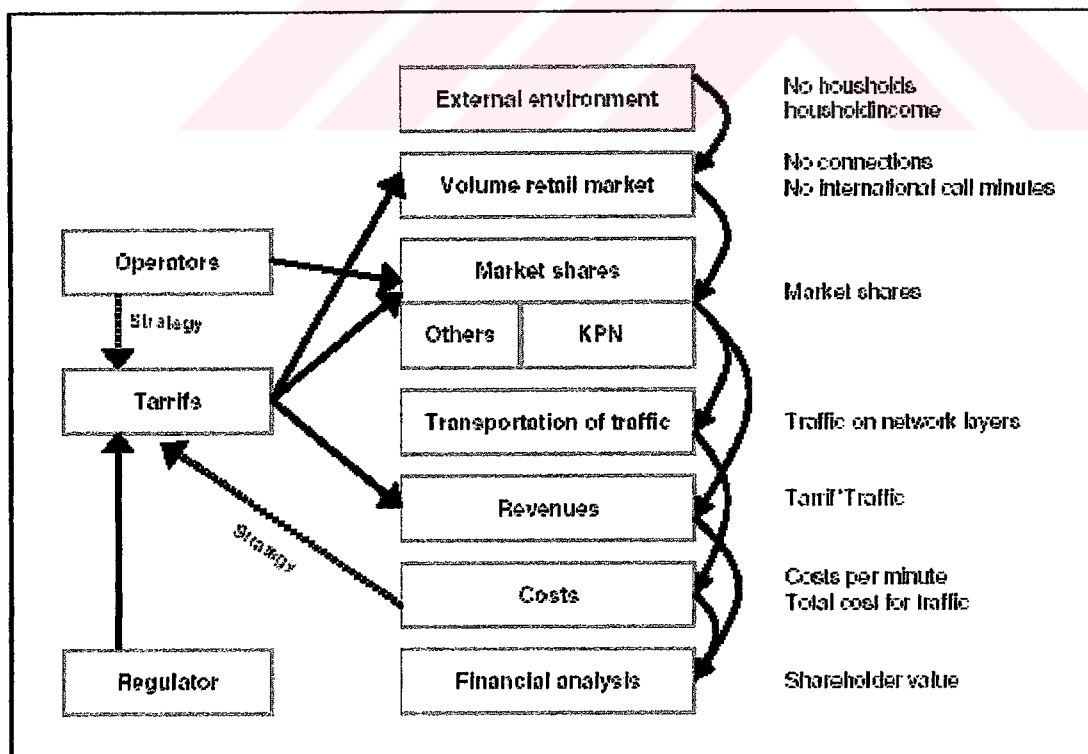 External environment
No housholds
housholdincome
Volume retail market
No connections
No international call minutes
Operators
Market shares
Market shares
Strategy
Others
KPN
Tarrifs
Transportation of traffic
Traffic on network layers
Revenues
Tarrif*Traffic
Strategy
Costs
Costs per minute
Total cost for traffic
Regulator
Financial analysis
Shareholder value